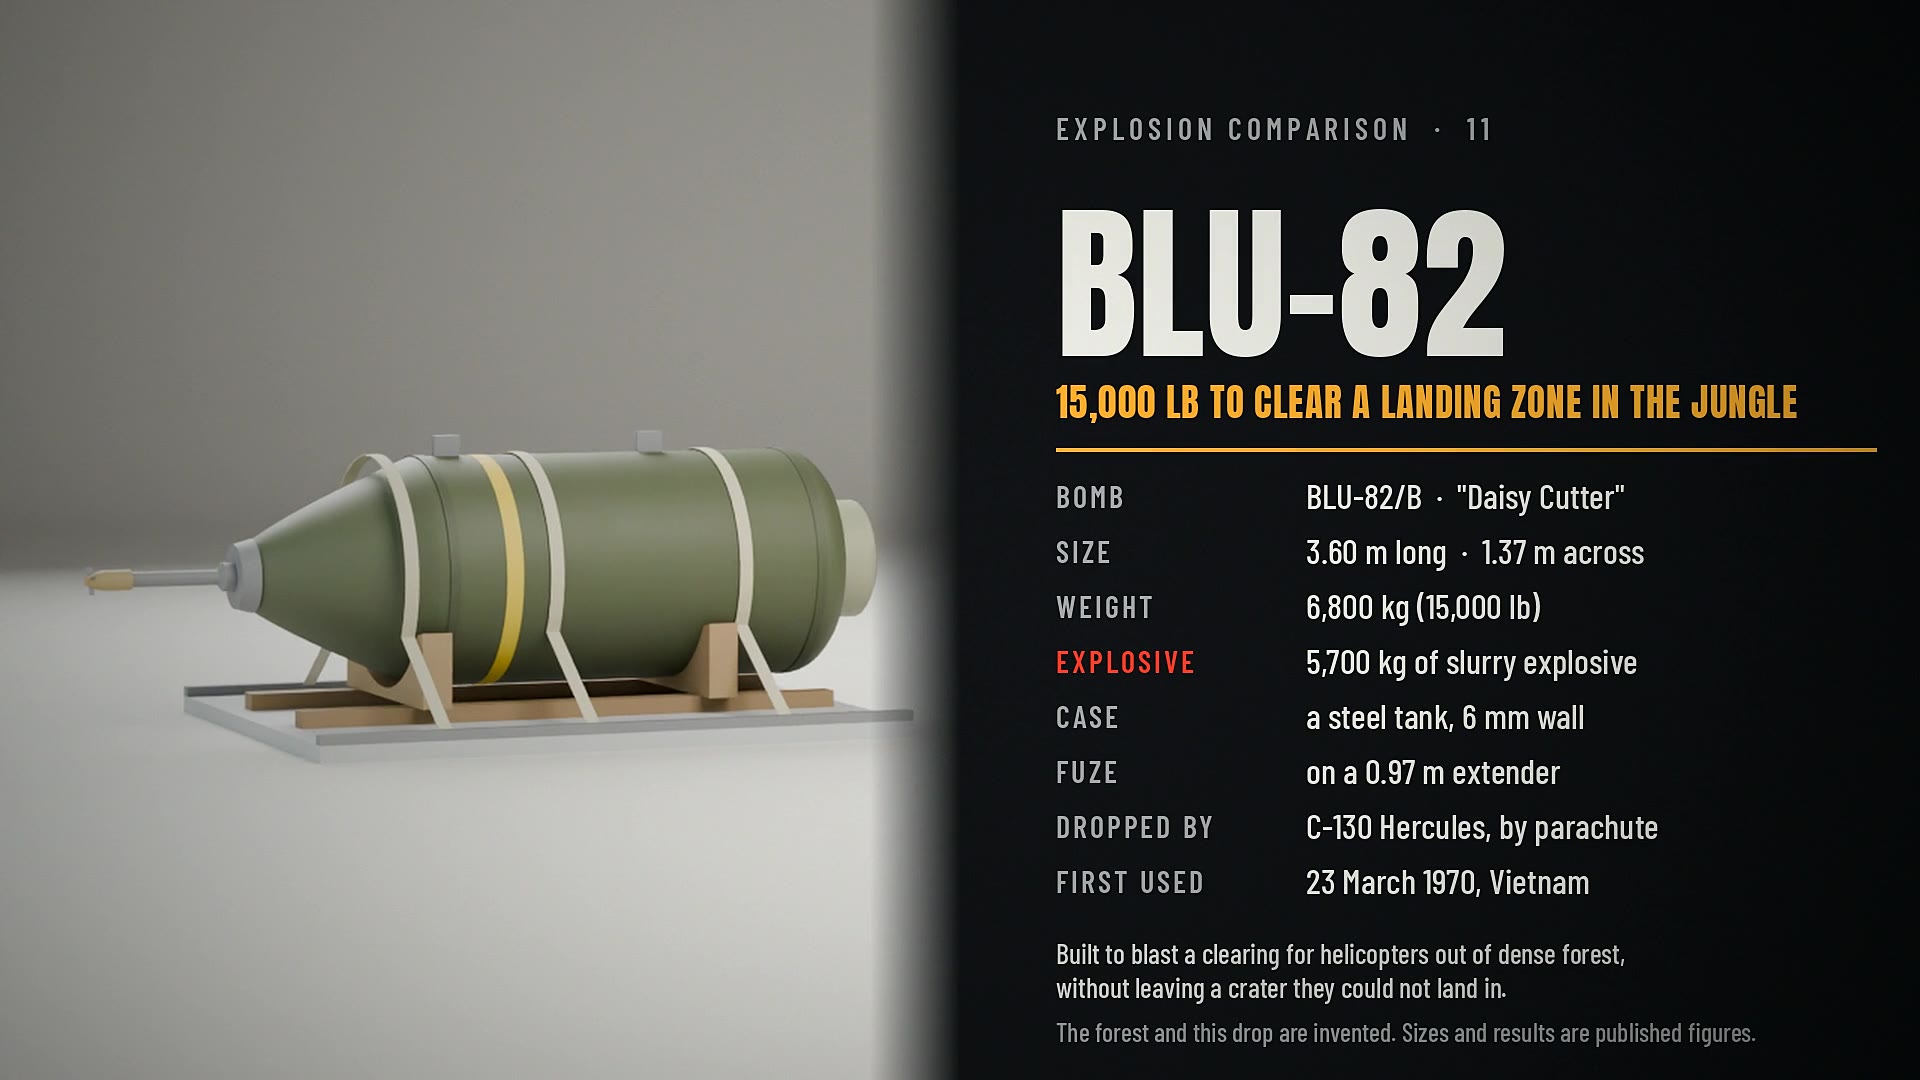 EXPLOSION COMPARISON · 11
BLU-82
15,000 LB TO CLEAR A LANDING ZONE IN THE JUNGLE
BOMB BLU-82/B · "Daisy Cutter"
SIZE 3.60 m long · 1.37 m across
WEIGHT 6,800 kg (15,000 lb)
EXPLOSIVE 5,700 kg of slurry explosive
CASE a steel tank, 6 mm wall
FUZE on a 0.97 m extender
DROPPED BY C-130 Hercules, by parachute
FIRST USED 23 March 1970, Vietnam
Built to blast a clearing for helicopters out of dense forest,
without leaving a crater they could not land in.
The forest and this drop are invented. Sizes and results are published figures.